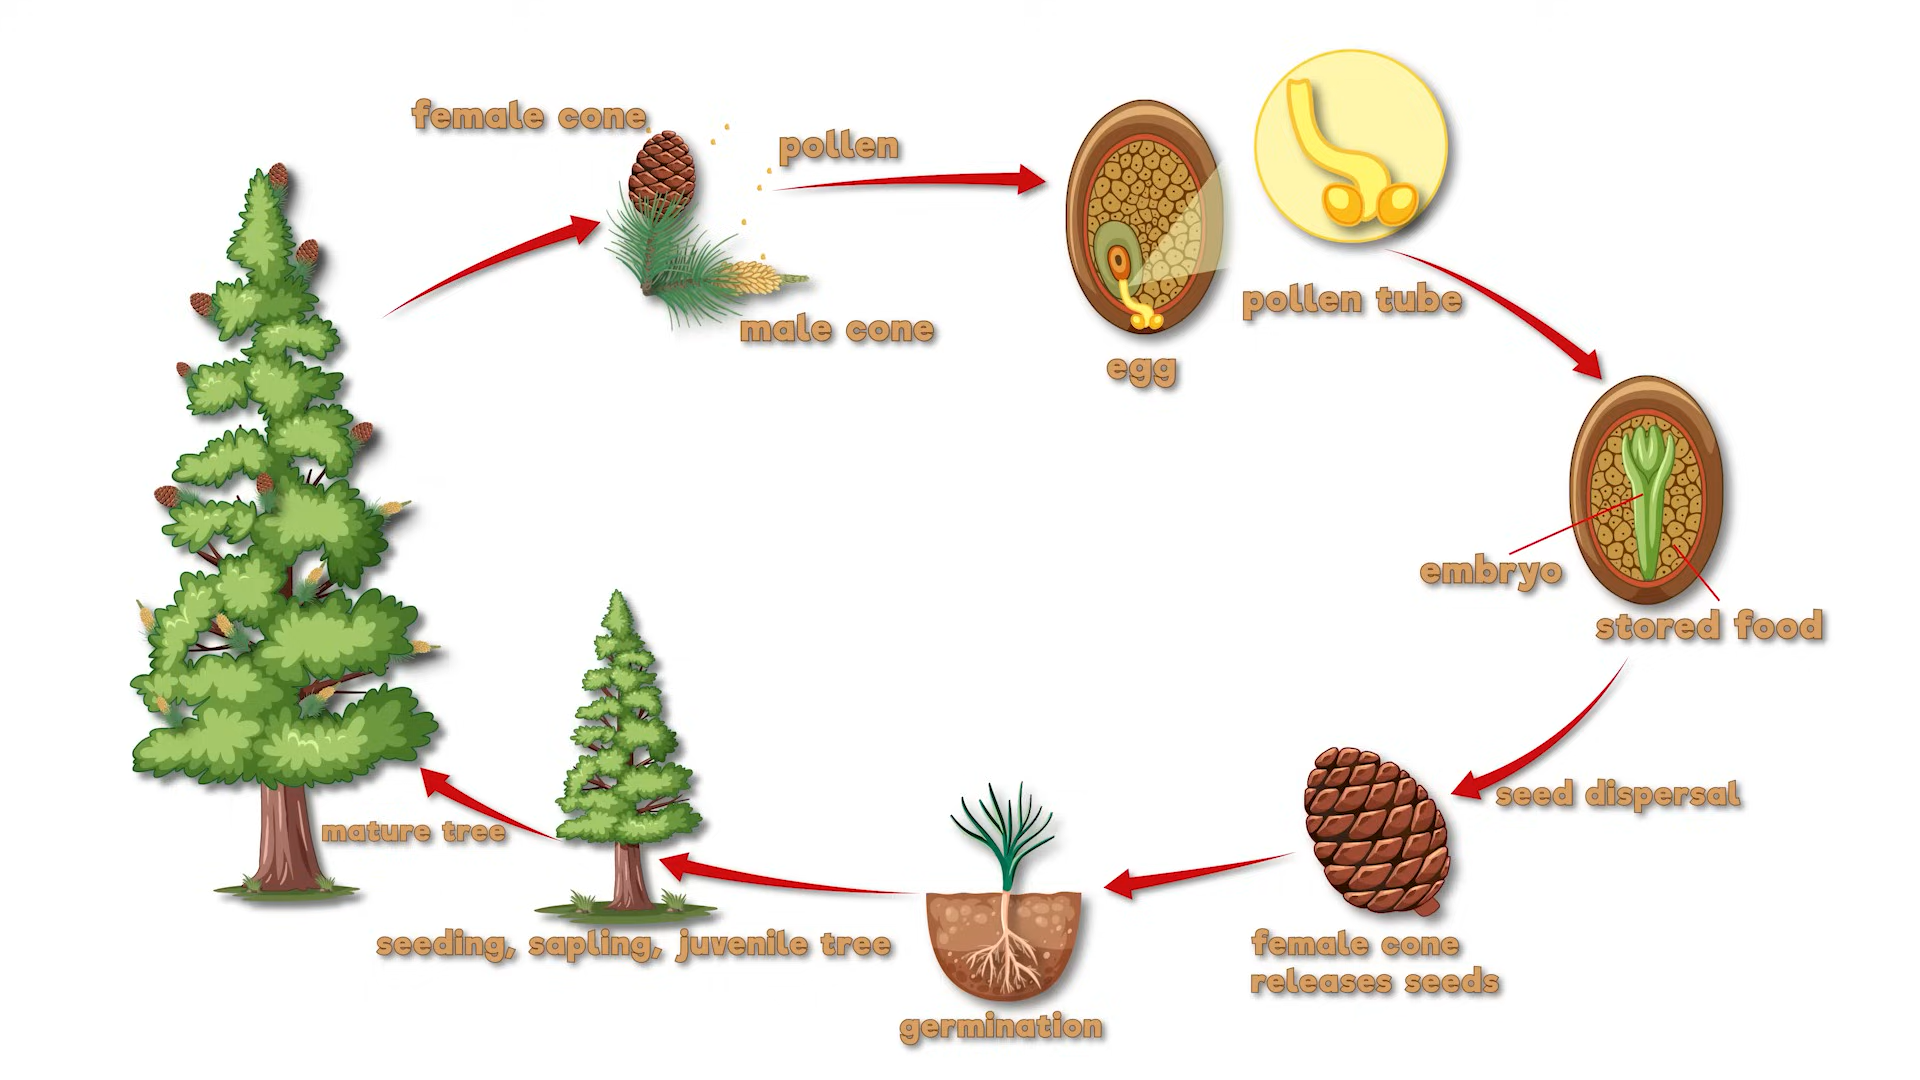 female cone
pollen
male cone
egg
pollen tube
embryo
stored food
seed dispersal
female cone
releases seeds
germination
seeding, sapling, juvenile tree
mature tree